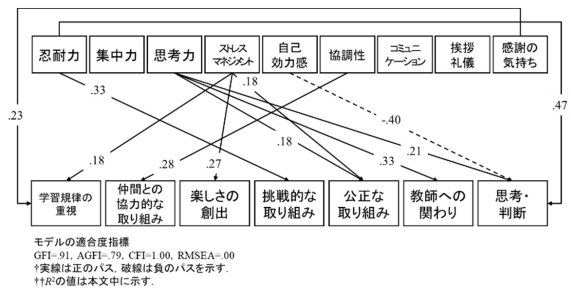 忍耐力
集中力
思考力
ストレス
マネジメント
自己
効力感
協調性
コミュニ
ケーション
挨拶
礼儀
感謝の
気持ち
.18
.33
.23
.47
-.40
.18
.21
.18
.28
.27
.33
学習規律の
重視
仲間との
協力的な
取り組み
楽しさの
創出
挑戦的な
取り組み
公正な
取り組み
教師への
関わり
思考・
判断
モデルの適合度指標
GFI=.91, AGFI=.79, CFI=1.00, RMSEA=.00
†実線は正のパス, 破線は負のパスを示す.
††R²の値は本文中に示す.